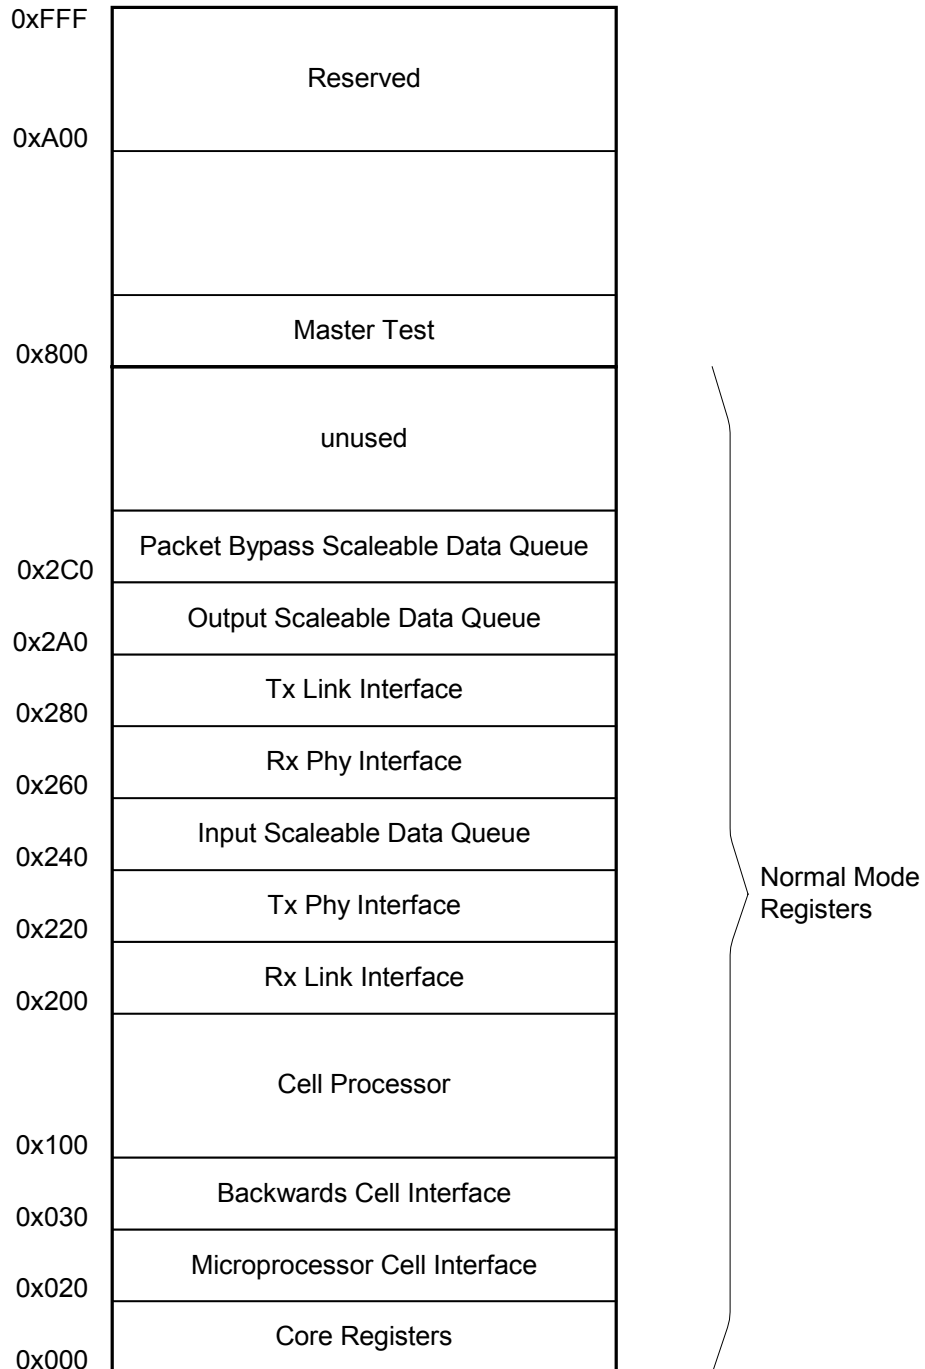 0xFFF
Reserved
0xA00
Master Test
0x800
unused
Packet Bypass Scaleable Data Queue
0x2C0
Output Scaleable Data Queue
0x2A0
Tx Link Interface
0x280
Rx Phy Interface
0x260
Input Scaleable Data Queue
0x240
Normal Mode
Registers
Tx Phy Interface
0x220
Rx Link Interface
0x200
Cell Processor
0x100
Backwards Cell Interface
0x030
Microprocessor Cell Interface
0x020
Core Registers
0x000